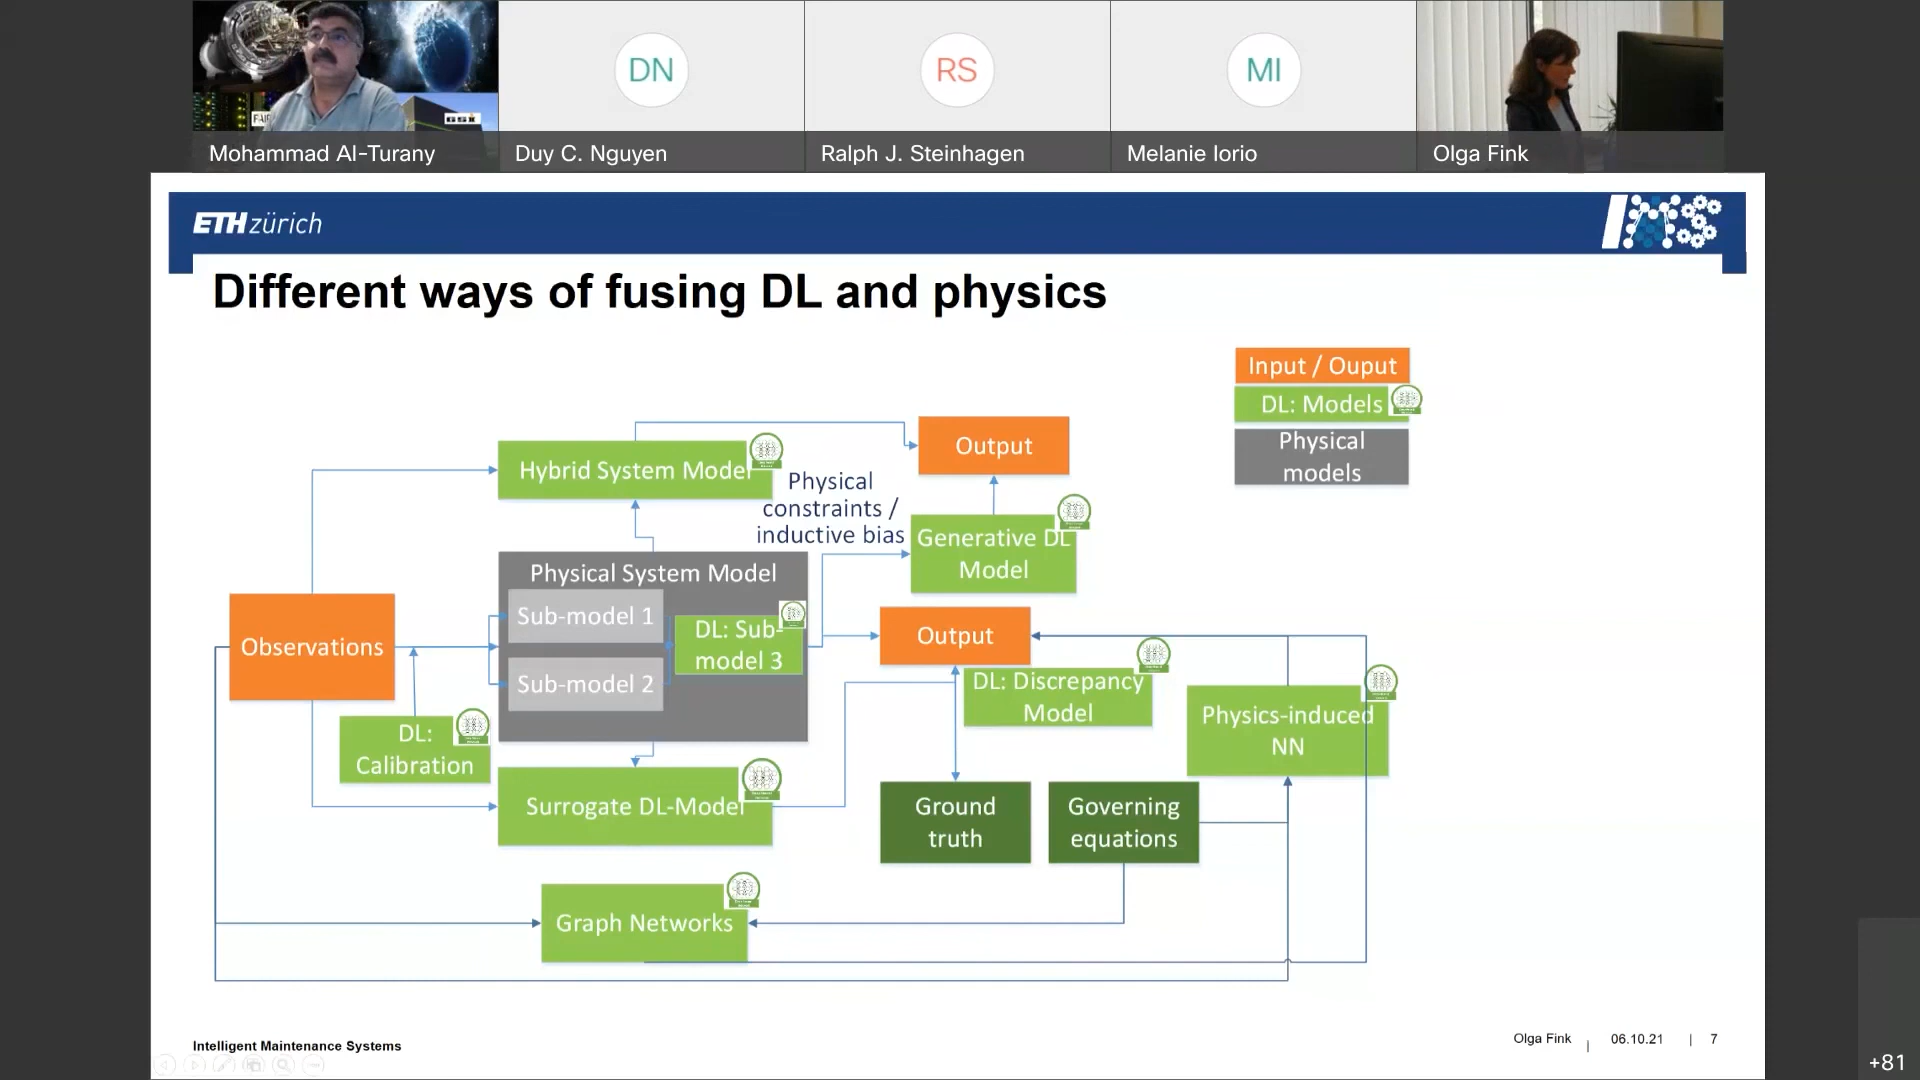 FAIR
GSI
DN
RS
MI
Mohammad Al-Turany
Duy C. Nguyen
Ralph J. Steinhagen
Melanie Iorio
Olga Fink
ETH zürich
IMS
Different ways of fusing DL and physics
Input / Ouput
DL: Models
Physical
models
Output
Hybrid System Model
Physical
constraints /
inductive bias
Generative DL
Model
Physical System Model
Sub-model 1
DL: Sub-
model 3
Sub-model 2
Observations
Output
DL: Discrepancy
Model
Physics-induced
NN
DL:
Calibration
Surrogate DL-Model
Ground
truth
Governing
equations
Graph Networks
Intelligent Maintenance Systems
Olga Fink | 06.10.21 | 7
+81